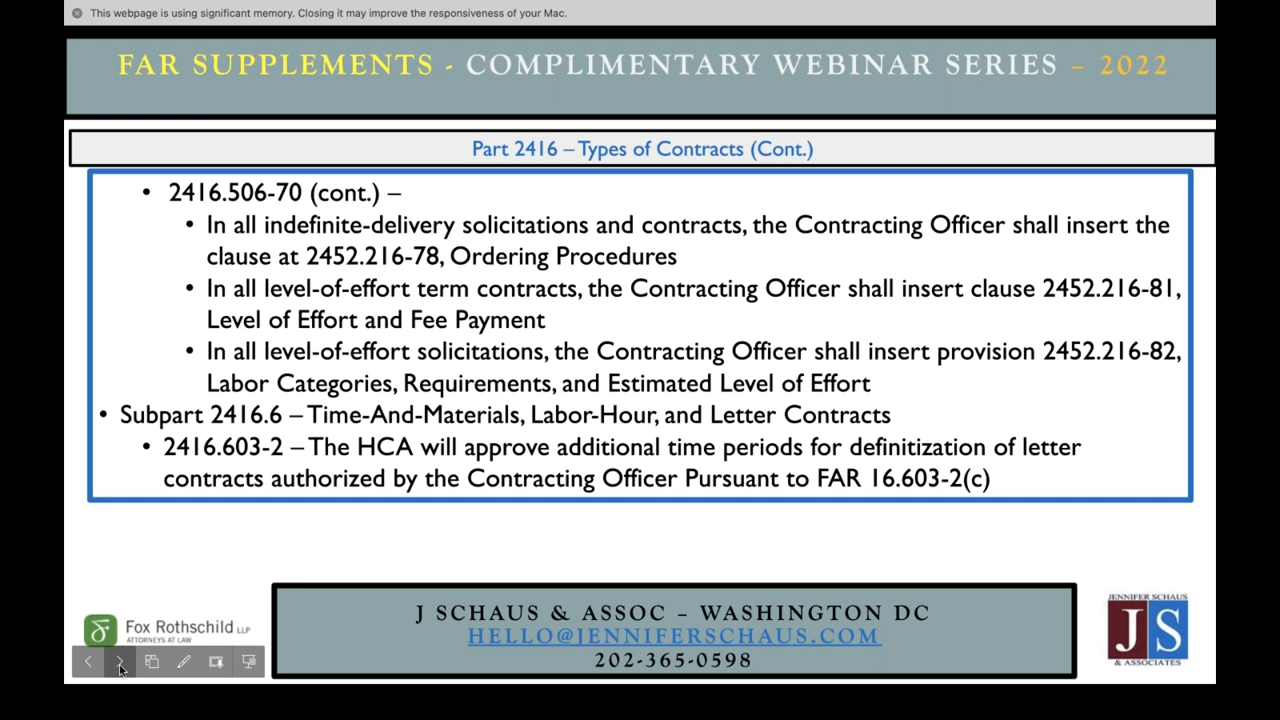 This webpage is using significant memory. Closing it may improve the responsiveness of your Mac.
FAR SUPPLEMENTS - COMPLIMENTARY WEBINAR SERIES – 2022
Part 2416 – Types of Contracts (Cont.)
• 2416.506-70 (cont.) –
• In all indefinite-delivery solicitations and contracts, the Contracting Officer shall insert the
clause at 2452.216-78, Ordering Procedures
• In all level-of-effort term contracts, the Contracting Officer shall insert clause 2452.216-81,
Level of Effort and Fee Payment
• In all level-of-effort solicitations, the Contracting Officer shall insert provision 2452.216-82,
Labor Categories, Requirements, and Estimated Level of Effort
• Subpart 2416.6 – Time-And-Materials, Labor-Hour, and Letter Contracts
• 2416.603-2 – The HCA will approve additional time periods for definitization of letter
contracts authorized by the Contracting Officer Pursuant to FAR 16.603-2(c)
Fox Rothschild LLP
ATTORNEYS AT LAW
J SCHAUS & ASSOC – WASHINGTON DC
HELLO@JENNIFERSCHAUS.COM
202-365-0598
JENNIFER SCHAUS
JS
& ASSOCIATES